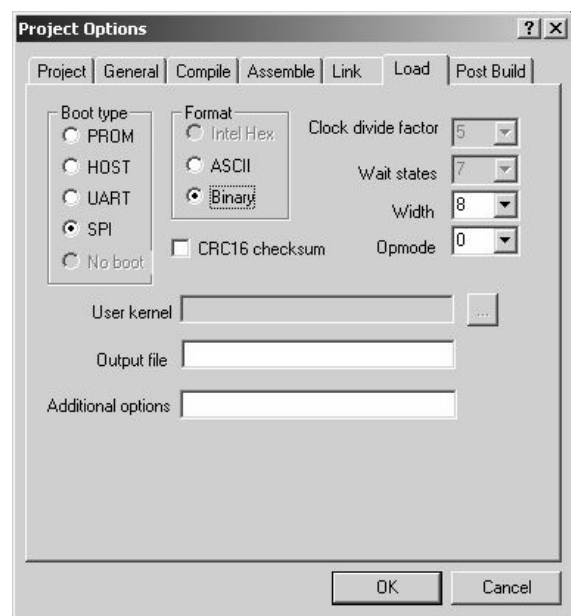 Project Options
? X
Project General Compile Assemble Link Load Post Build
Boot type
PROM
HOST
UART
SPI
No boot
Format
Intel Hex
ASCII
Binary
CRC16 checksum
Clock divide factor 5
Wait states 7
Width 8
Opmode 0
User kernel ...
Output file
Additional options
OK Cancel